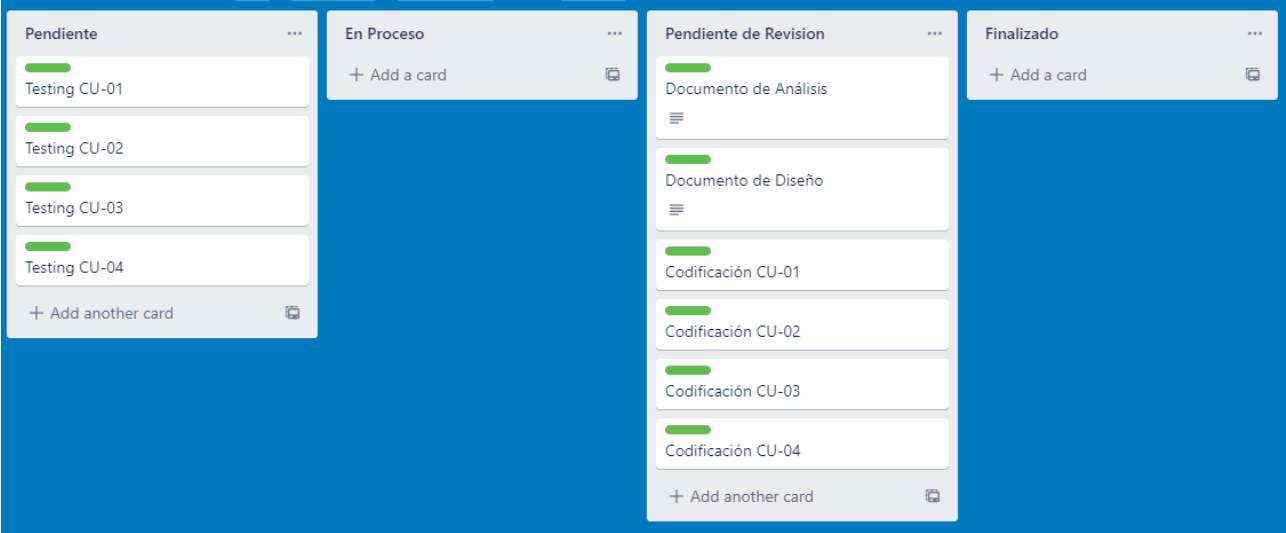 Pendiente
Testing CU-01
Testing CU-02
Testing CU-03
Testing CU-04
+ Add another card
En Proceso
+ Add a card
Pendiente de Revision
Documento de Análisis
Documento de Diseño
Codificación CU-01
Codificación CU-02
Codificación CU-03
Codificación CU-04
+ Add another card
Finalizado
+ Add a card